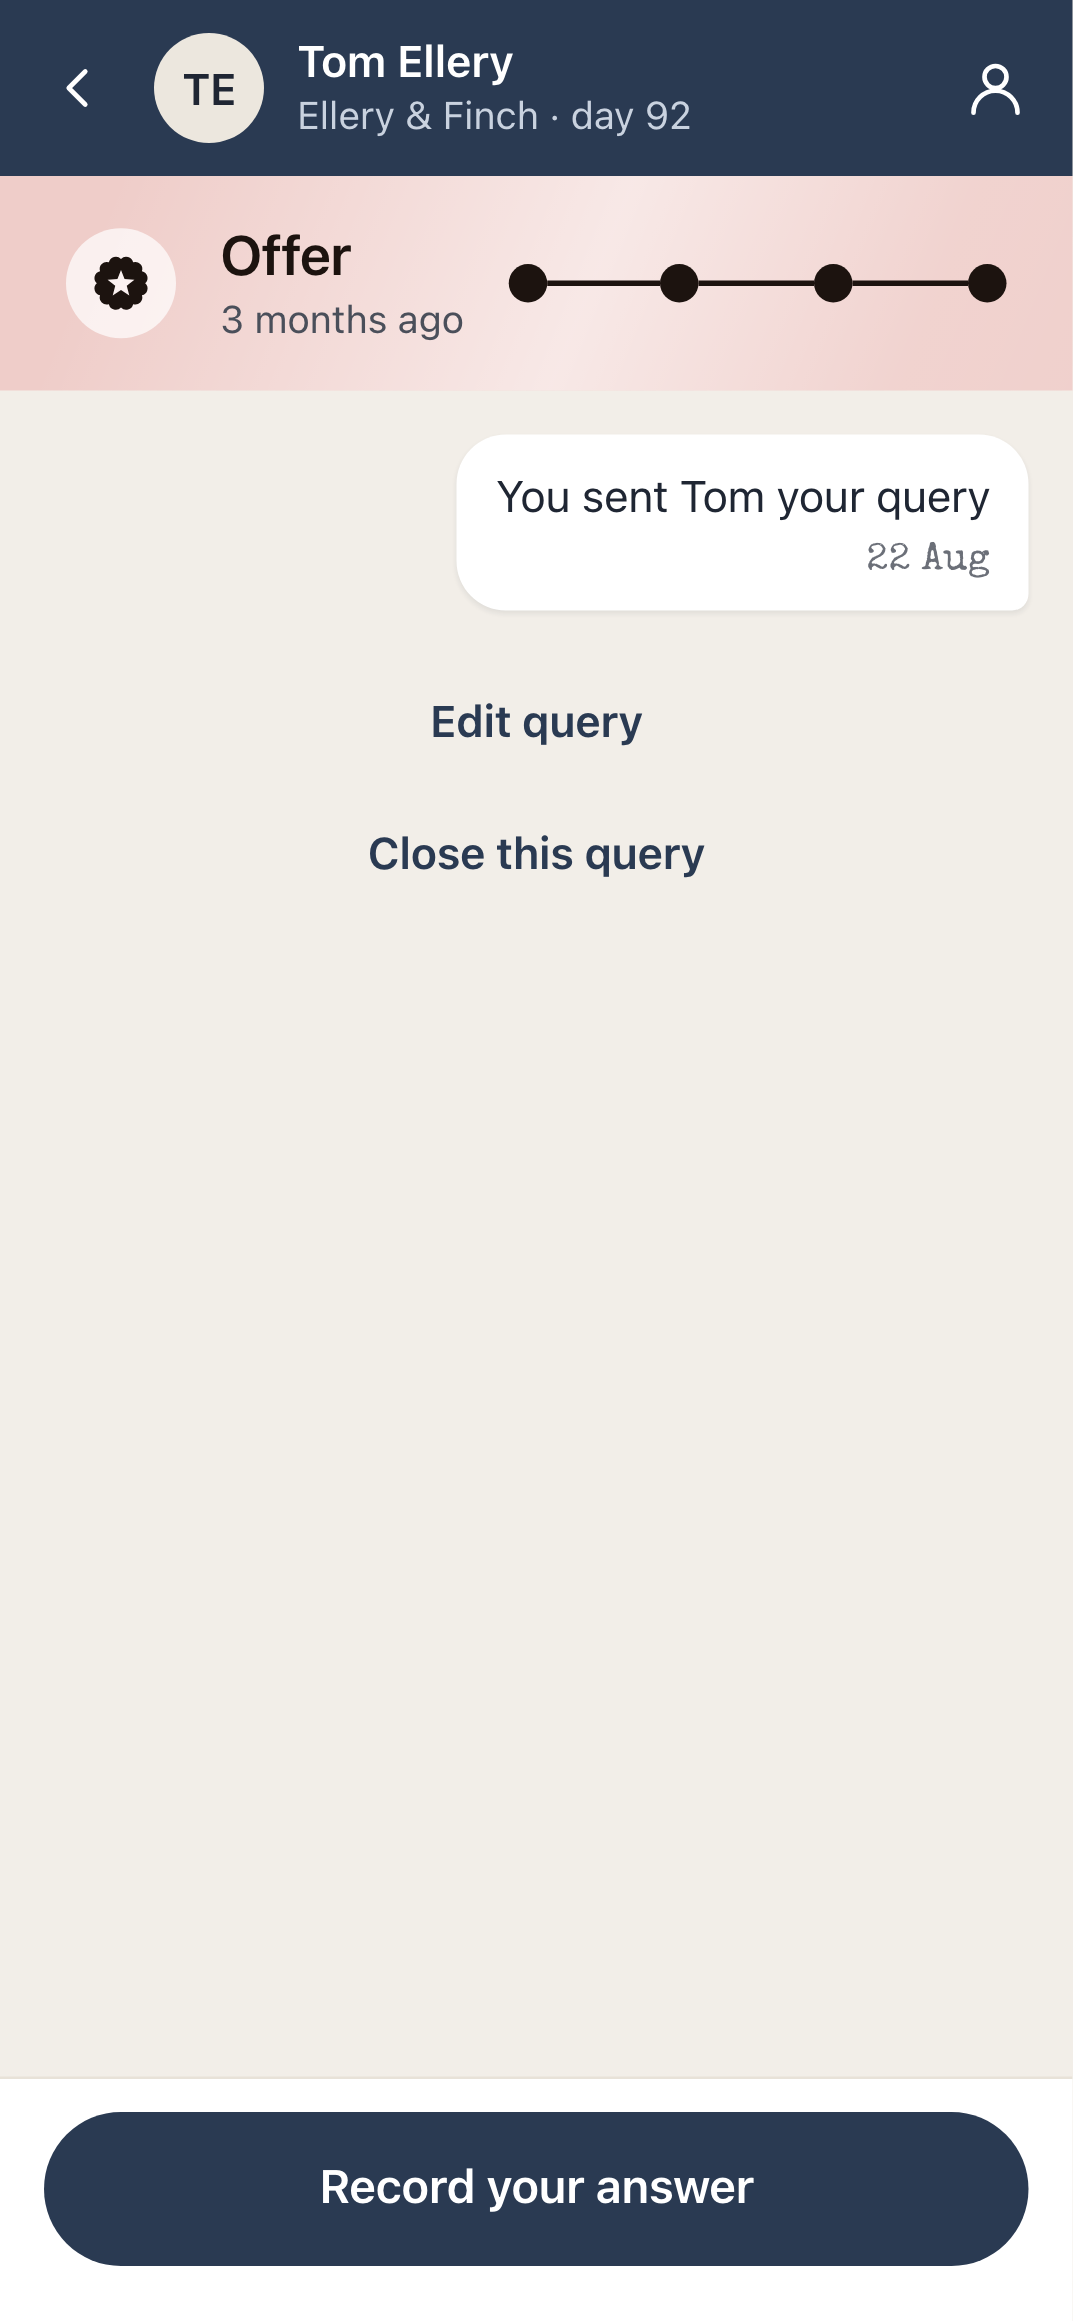 TE
Tom Ellery
Ellery & Finch · day 92
Offer
3 months ago
You sent Tom your query
22 Aug
Edit query
Close this query
Record your answer